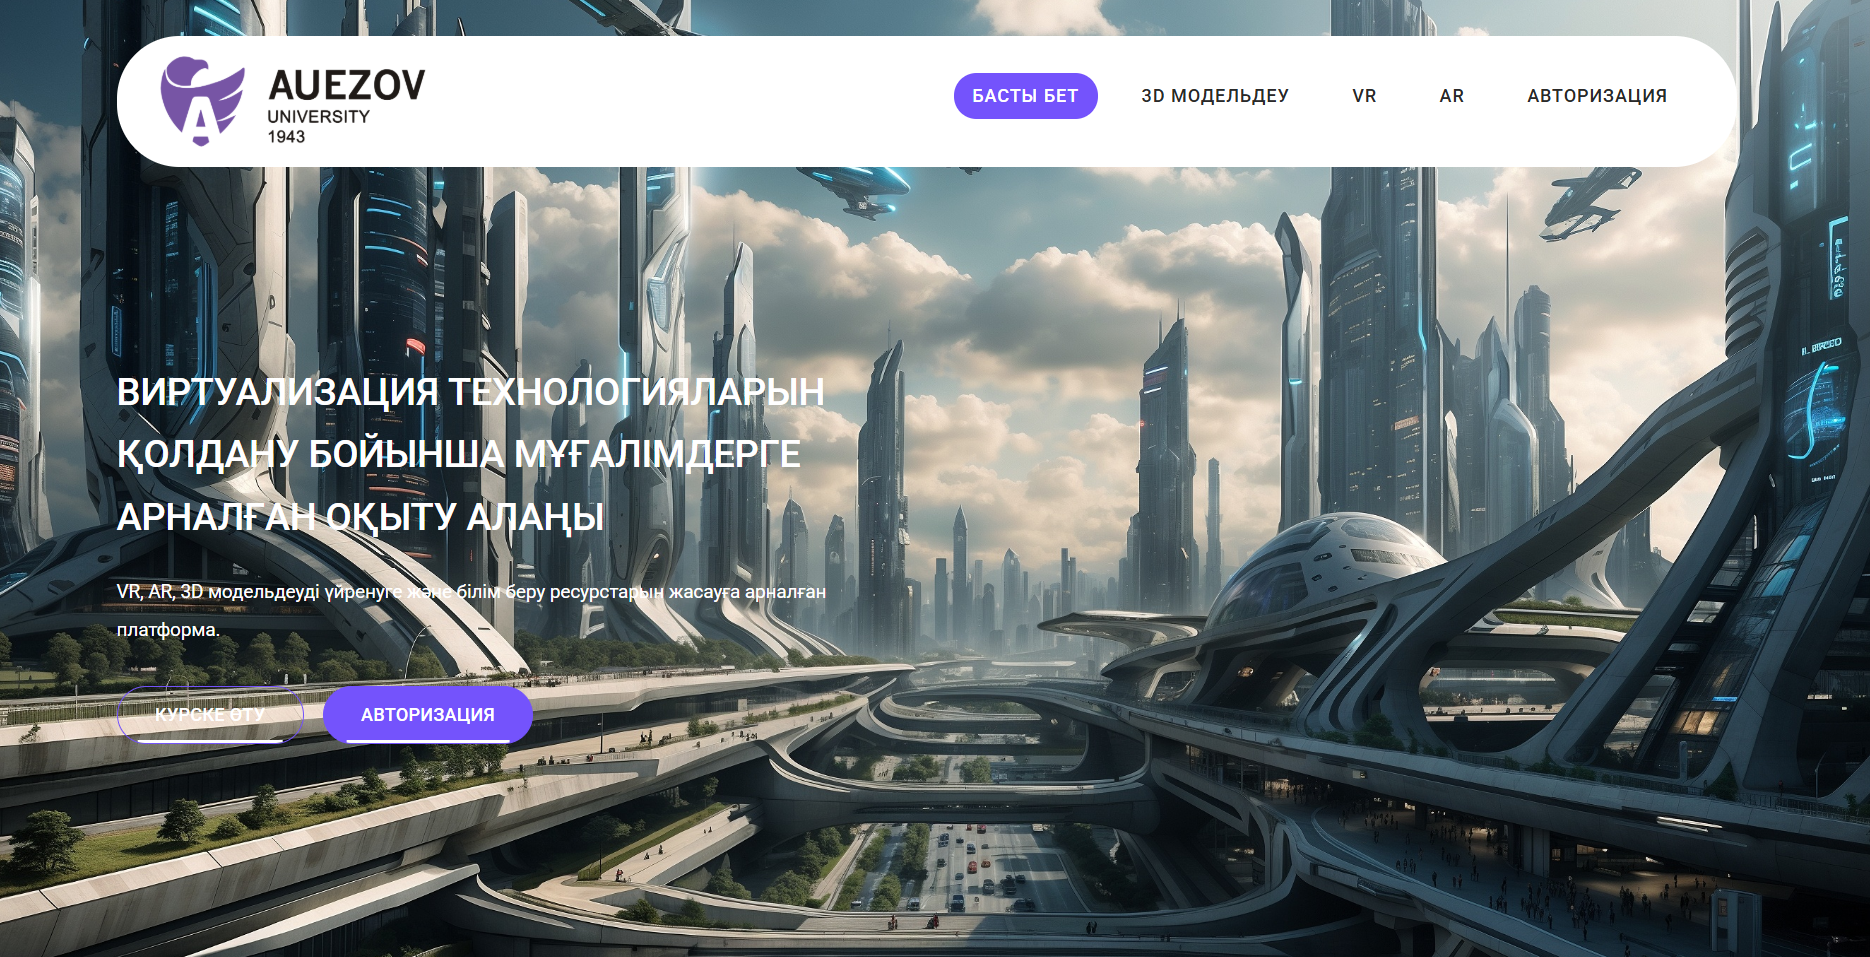 AUEZOV
UNIVERSITY
1943
БАСТЫ БЕТ
3D МОДЕЛЬДЕУ
VR
AR
АВТОРИЗАЦИЯ
ВИРТУАЛИЗАЦИЯ ТЕХНОЛОГИЯЛАРЫН
ҚОЛДАНУ БОЙЫНША МҰҒАЛІМДЕРГЕ
АРНАЛҒАН ОҚЫТУ АЛАҢЫ
VR, AR, 3D модельдеуді үйренуге және білім беру ресурстарын жасауға арналған
платформа.
КУРСКЕ ӨТУ
АВТОРИЗАЦИЯ